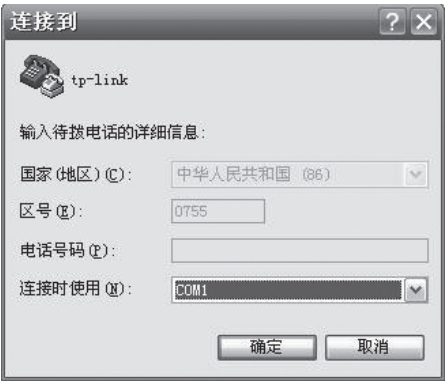 连接到
tp-link
输入待拨电话的详细信息:
国家(地区)(C): 中华人民共和国 (86)
区号(E): 0755
电话号码(P):
连接时使用(N): COM1
确定 取消